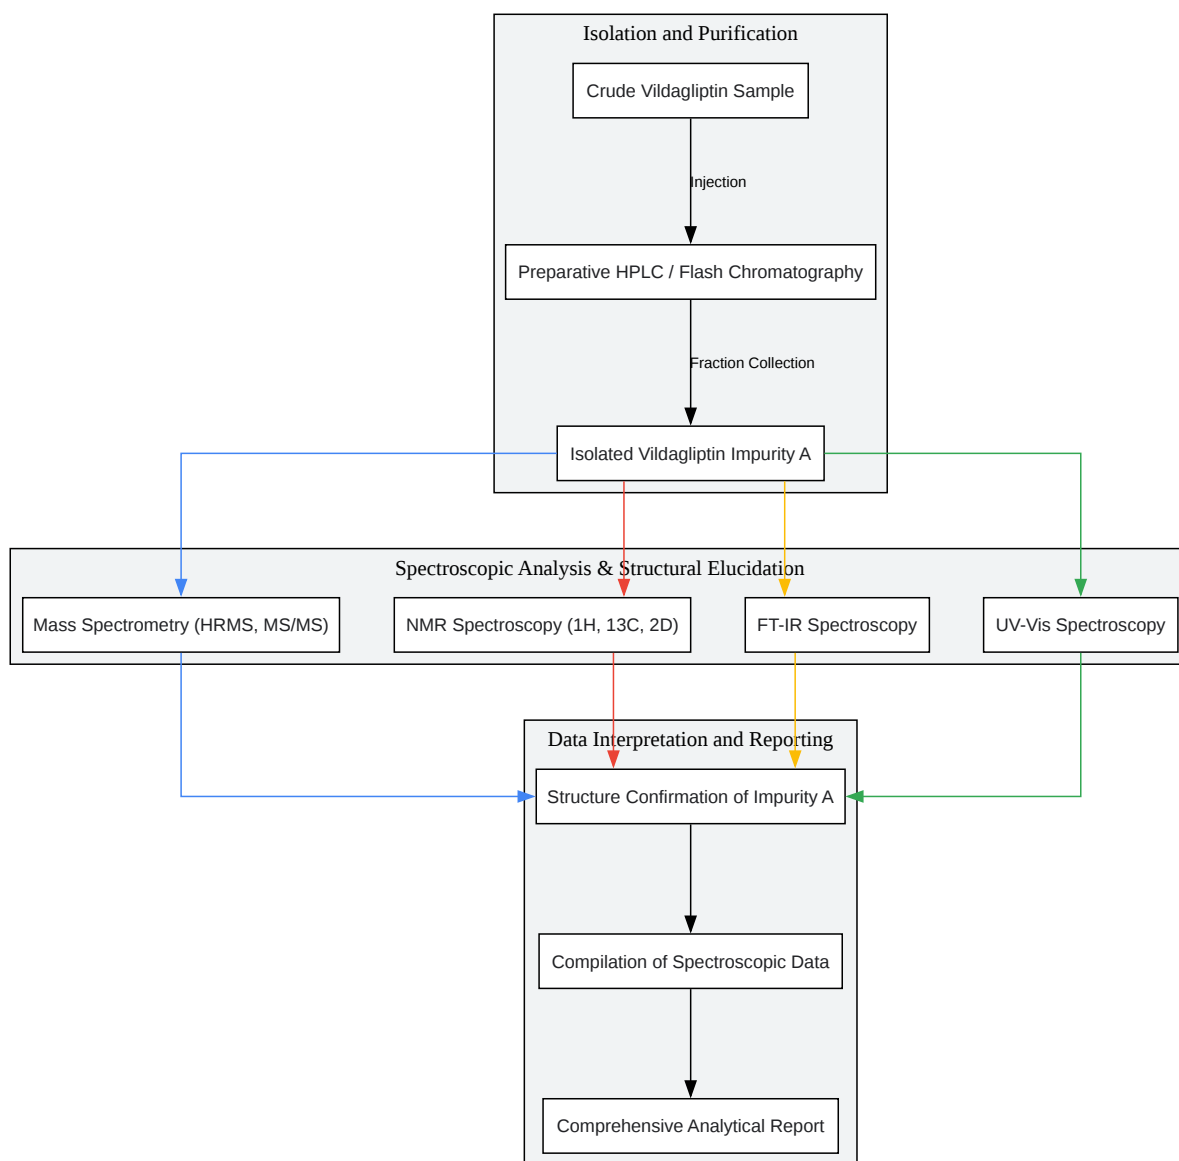 Isolation and Purification
Crude Vildagliptin Sample
Injection
Preparative HPLC / Flash Chromatography
Fraction Collection
Isolated Vildagliptin Impurity A
Spectroscopic Analysis & Structural Elucidation
Mass Spectrometry (HRMS, MS/MS)
NMR Spectroscopy (1H, 13C, 2D)
FT-IR Spectroscopy
UV-Vis Spectroscopy
Data Interpretation and Reporting
Structure Confirmation of Impurity A
Compilation of Spectroscopic Data
Comprehensive Analytical Report